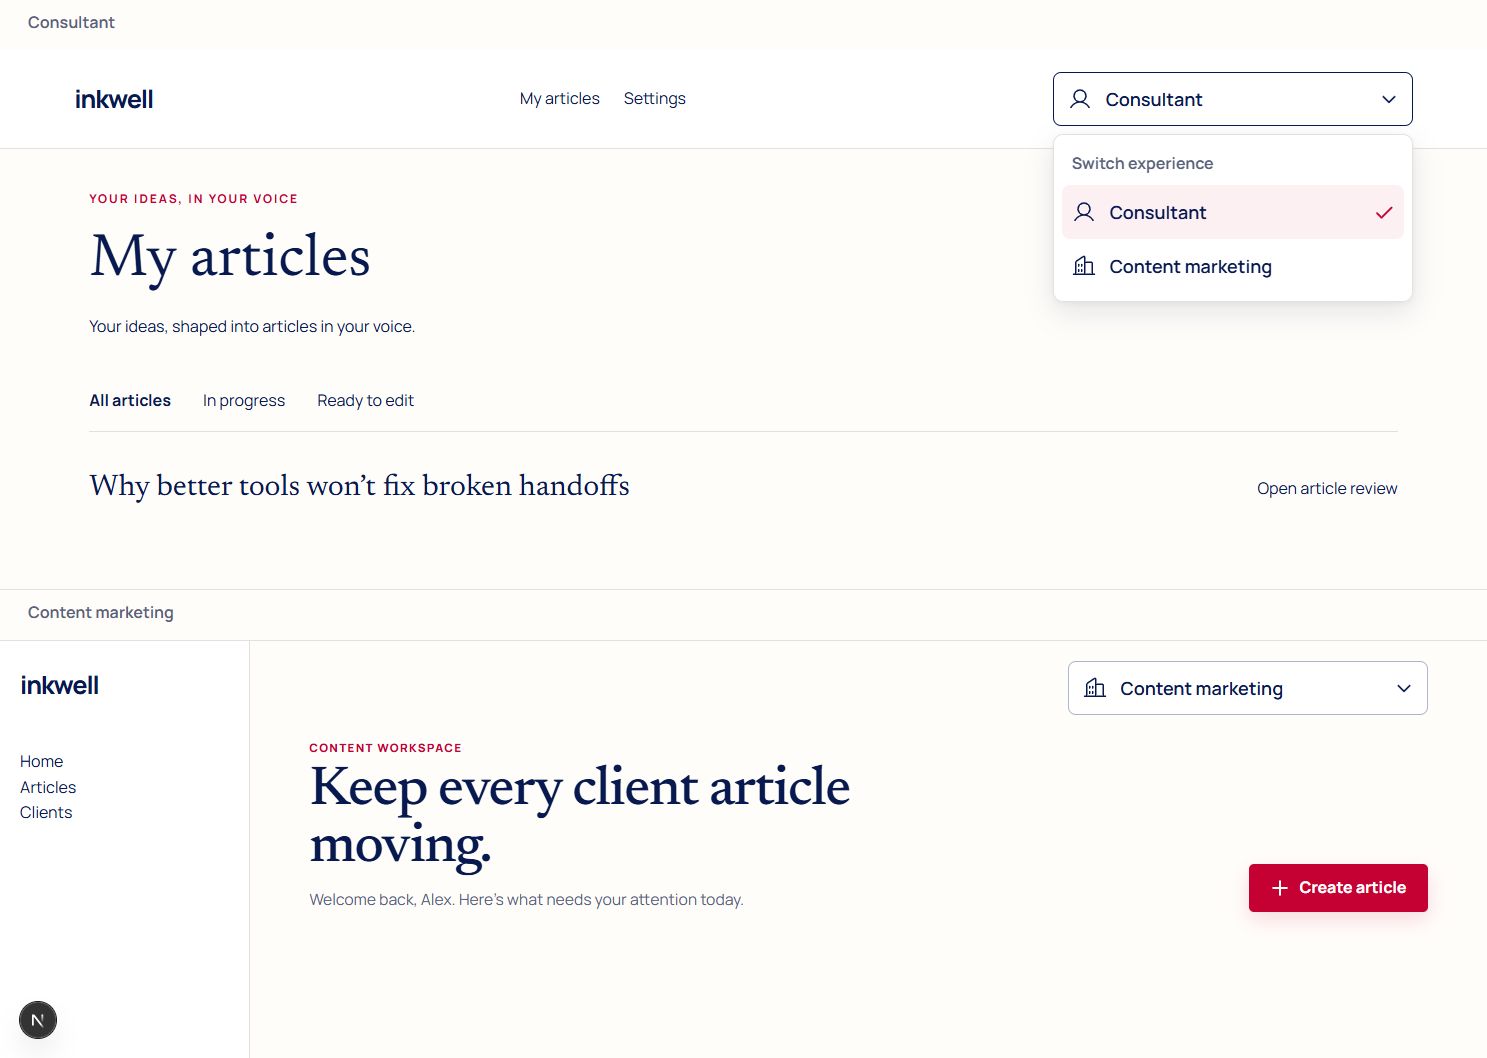 Consultant
inkwell
My articles
Settings
Consultant
Switch experience
Consultant
Content marketing
YOUR IDEAS, IN YOUR VOICE
My articles
Your ideas, shaped into articles in your voice.
All articles
In progress
Ready to edit
Why better tools won’t fix broken handoffs
Open article review
Content marketing
inkwell
Home
Articles
Clients
Content marketing
CONTENT WORKSPACE
Keep every client article
moving.
Welcome back, Alex. Here’s what needs your attention today.
Create article
N